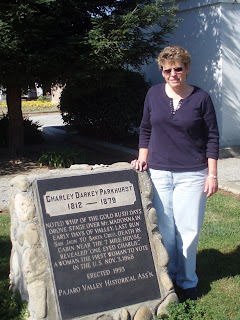 CHARLEY DARKEY PARKHURST
1812 — 1879
NOTED WHIP OF THE GOLD RUSH DAYS
DROVE STAGE OVER MT. MADONNA IN
EARLY DAYS OF VALLEY. LAST RUN
SAN JUAN TO SANTA CRUZ. DEATH IN
CABIN NEAR THE 7 MILE HOUSE,
REVEALED 'ONE EYED CHARLIE',
A WOMAN. THE FIRST WOMAN TO VOTE
IN THE U.S. NOV. 3, 1868
ERECTED 1955
PAJARO VALLEY HISTORICAL ASS'N.